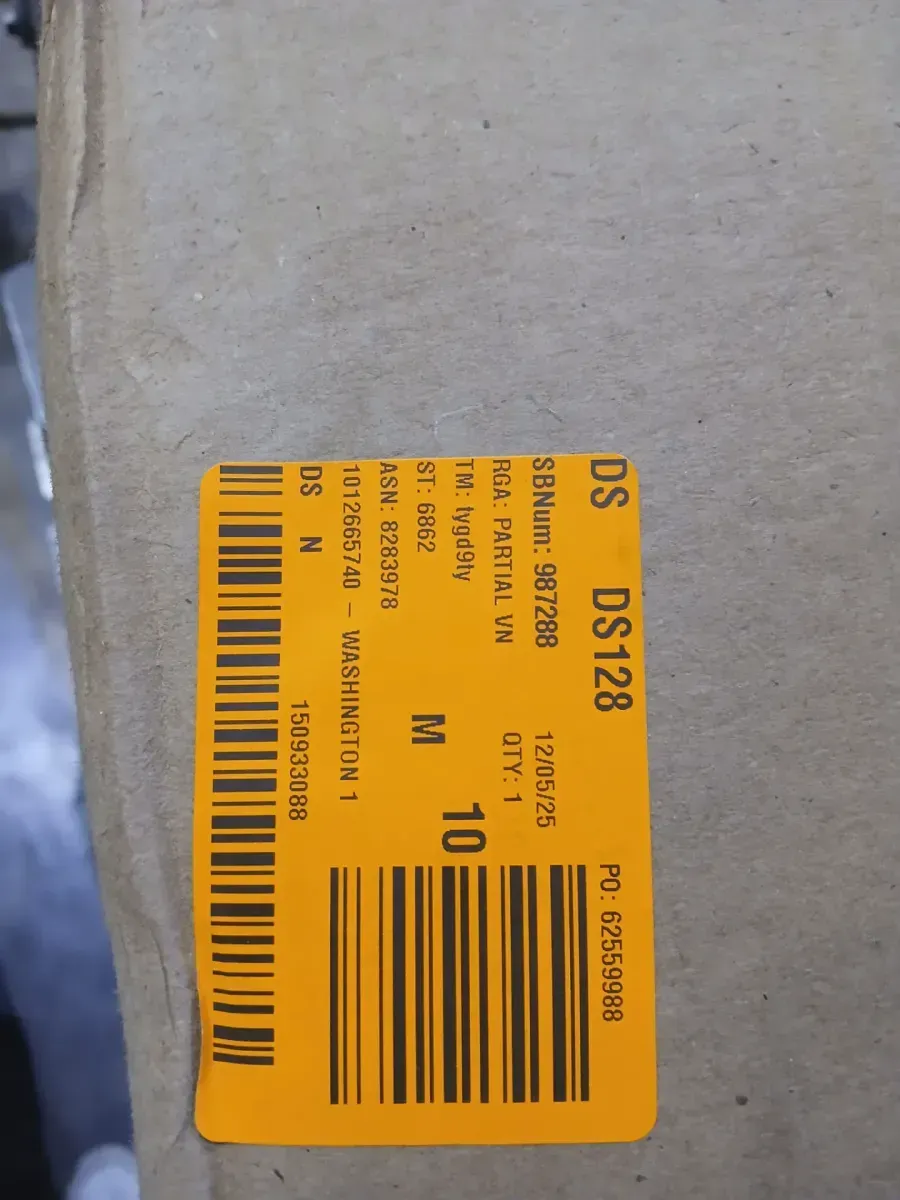 DS DS128 PO: 62559988
SBNum: 987288 12/05/25
RGA: PARTIAL VN QTY: 1
TM: tygd9ty 10
ST: 6862 M
ASN: 8283978
1012665740 - WASHINGTON 1
DS N 150933088